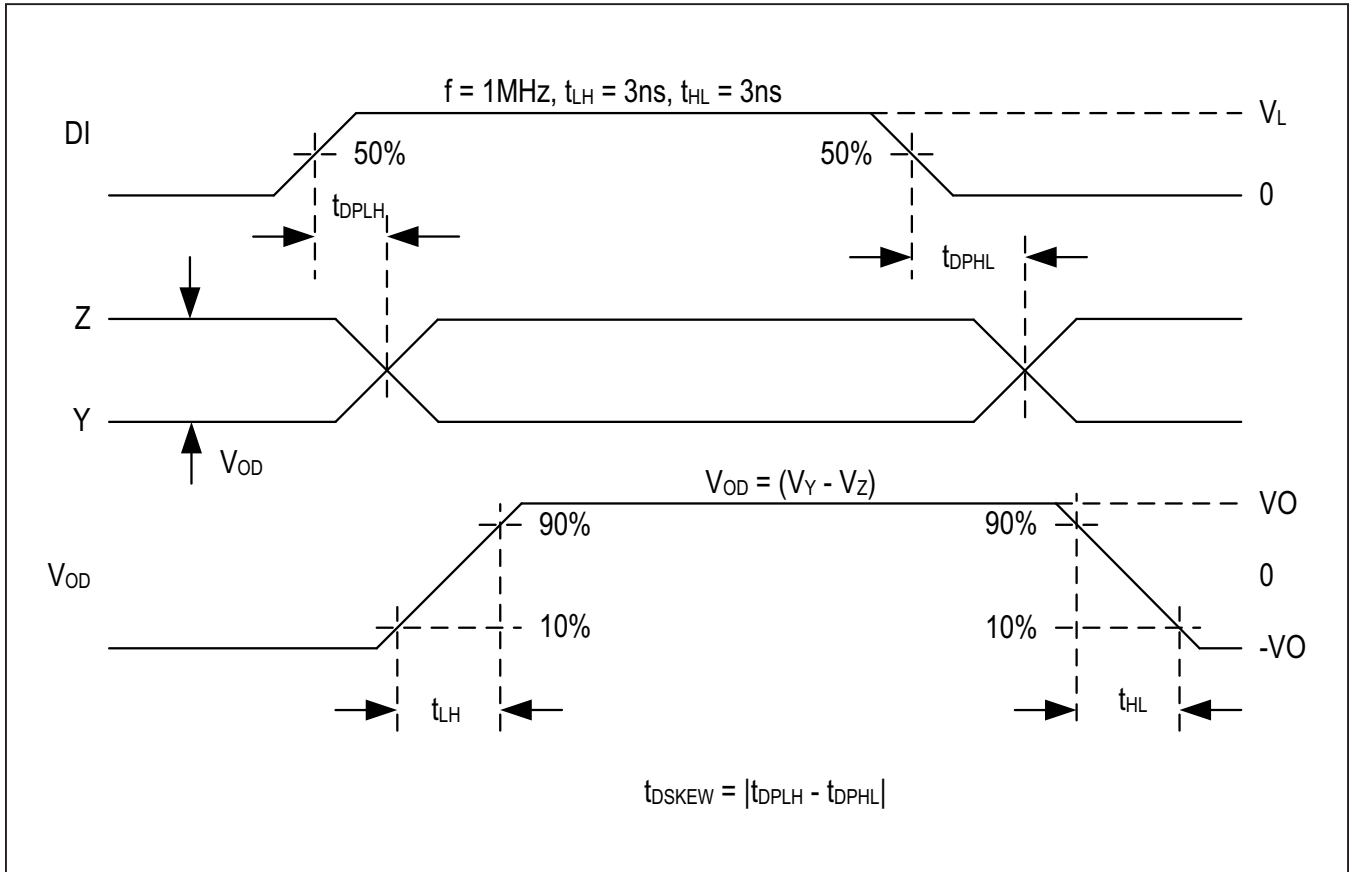 f = 1MHz, tLH = 3ns, tHL = 3ns
VL
DI
50%
50%
0
tDPLH
tDPHL
Z
Y
VOD
VOD = (VY - VZ)
VO
90%
90%
VOD
0
10%
10%
-VO
tLH
tHL
tDSKEW = |tDPLH - tDPHL|